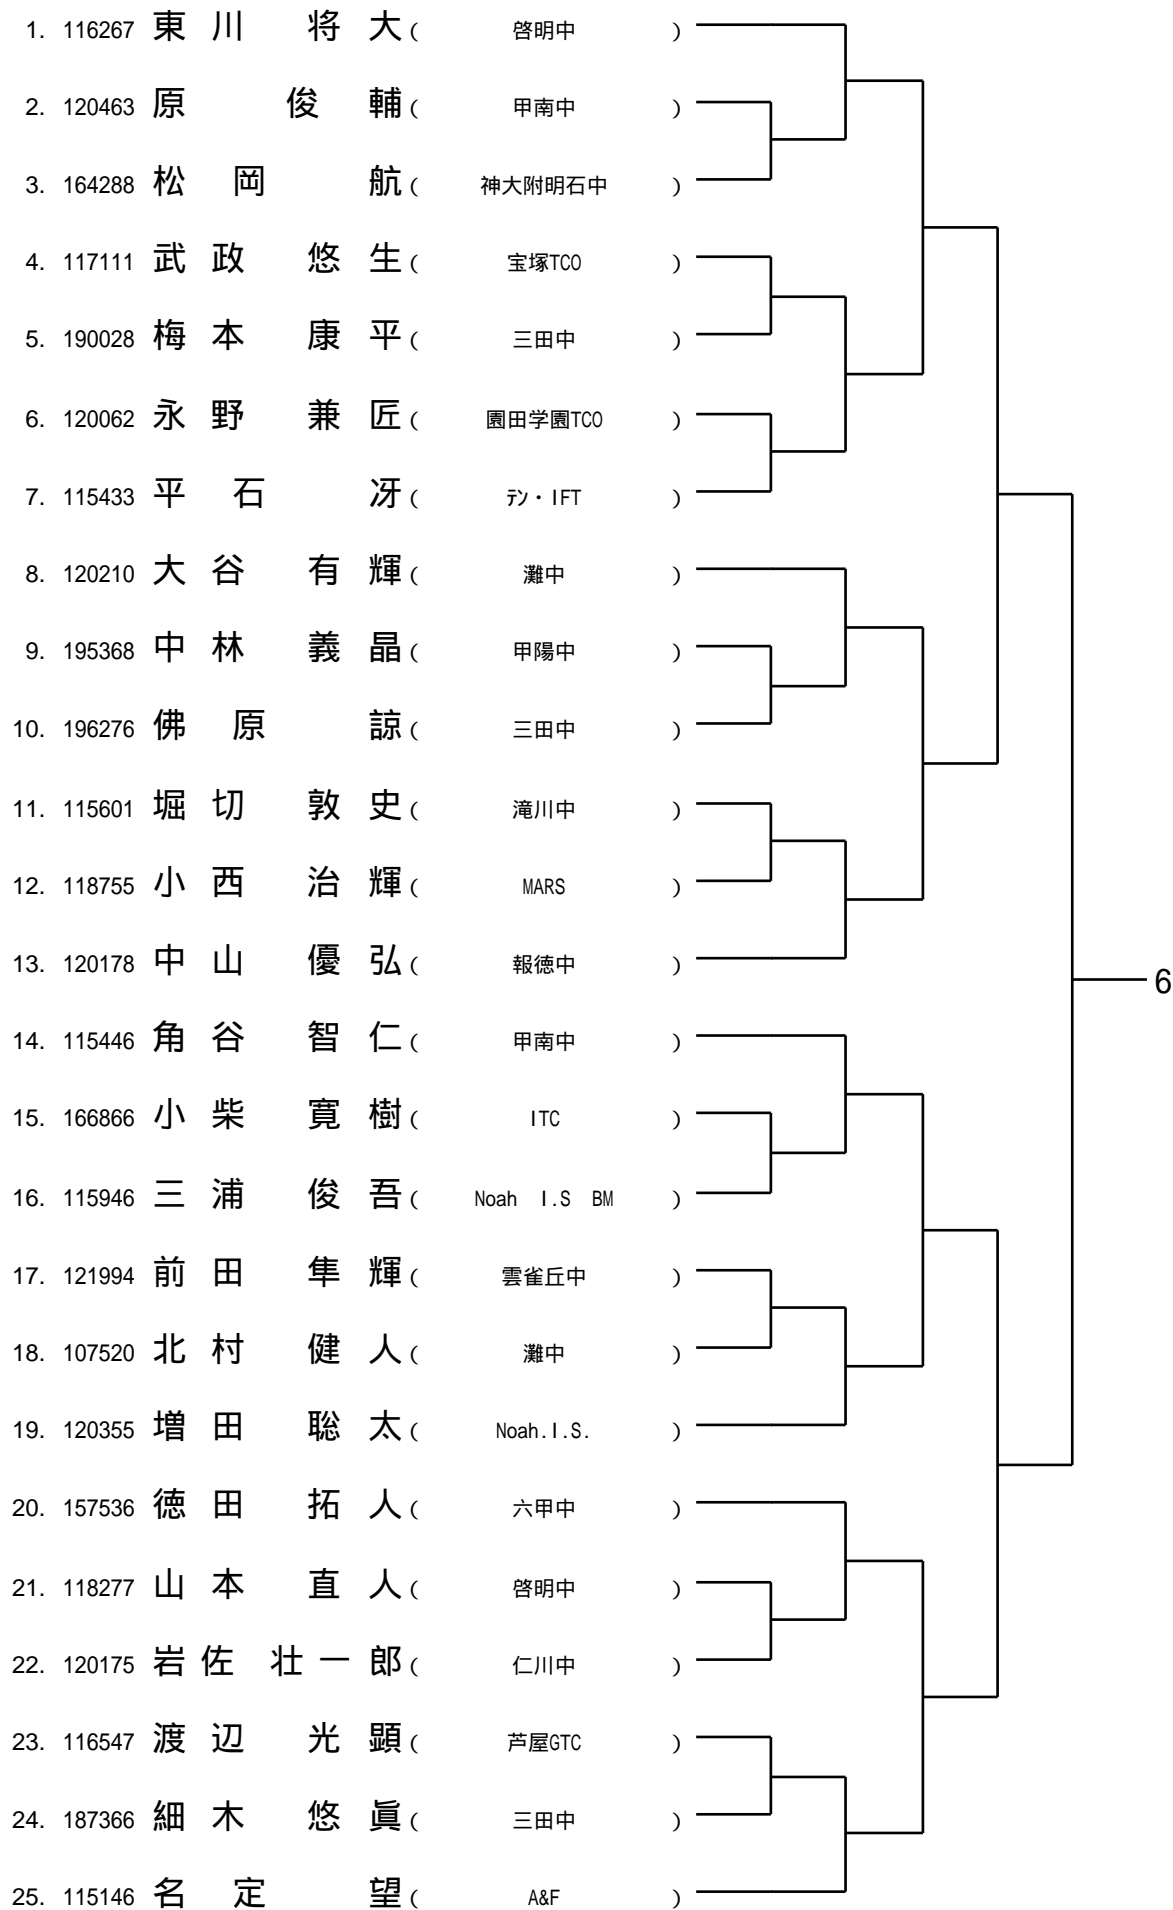 1. 116267 東川 将大 ( 啓明中 )
2. 120463 原 俊輔 ( 甲南中 )
3. 164288 松岡 航 ( 神大附明石中 )
4. 117111 武政 悠生 ( 宝塚TCO )
5. 190028 梅本 康平 ( 三田中 )
6. 120062 永野 兼匠 ( 園田学園TCO )
7. 115433 平石 冴 ( テン・IFT )
8. 120210 大谷 有輝 ( 灘中 )
9. 195368 中林 義晶 ( 甲陽中 )
10. 196276 佛原 諒 ( 三田中 )
11. 115601 堀切 敦史 ( 滝川中 )
12. 118755 小西 治輝 ( MARS )
13. 120178 中山 優弘 ( 報徳中 )
6
14. 115446 角谷 智仁 ( 甲南中 )
15. 166866 小柴 寛樹 ( ITC )
16. 115946 三浦 俊吾 ( Noah I.S BM )
17. 121994 前田 隼輝 ( 雲雀丘中 )
18. 107520 北村 健人 ( 灘中 )
19. 120355 増田 聡太 ( Noah.I.S. )
20. 157536 徳田 拓人 ( 六甲中 )
21. 118277 山本 直人 ( 啓明中 )
22. 120175 岩佐 壮一郎 ( 仁川中 )
23. 116547 渡辺 光顕 ( 芦屋GTC )
24. 187366 細木 悠眞 ( 三田中 )
25. 115146 名定 望 ( A&F )